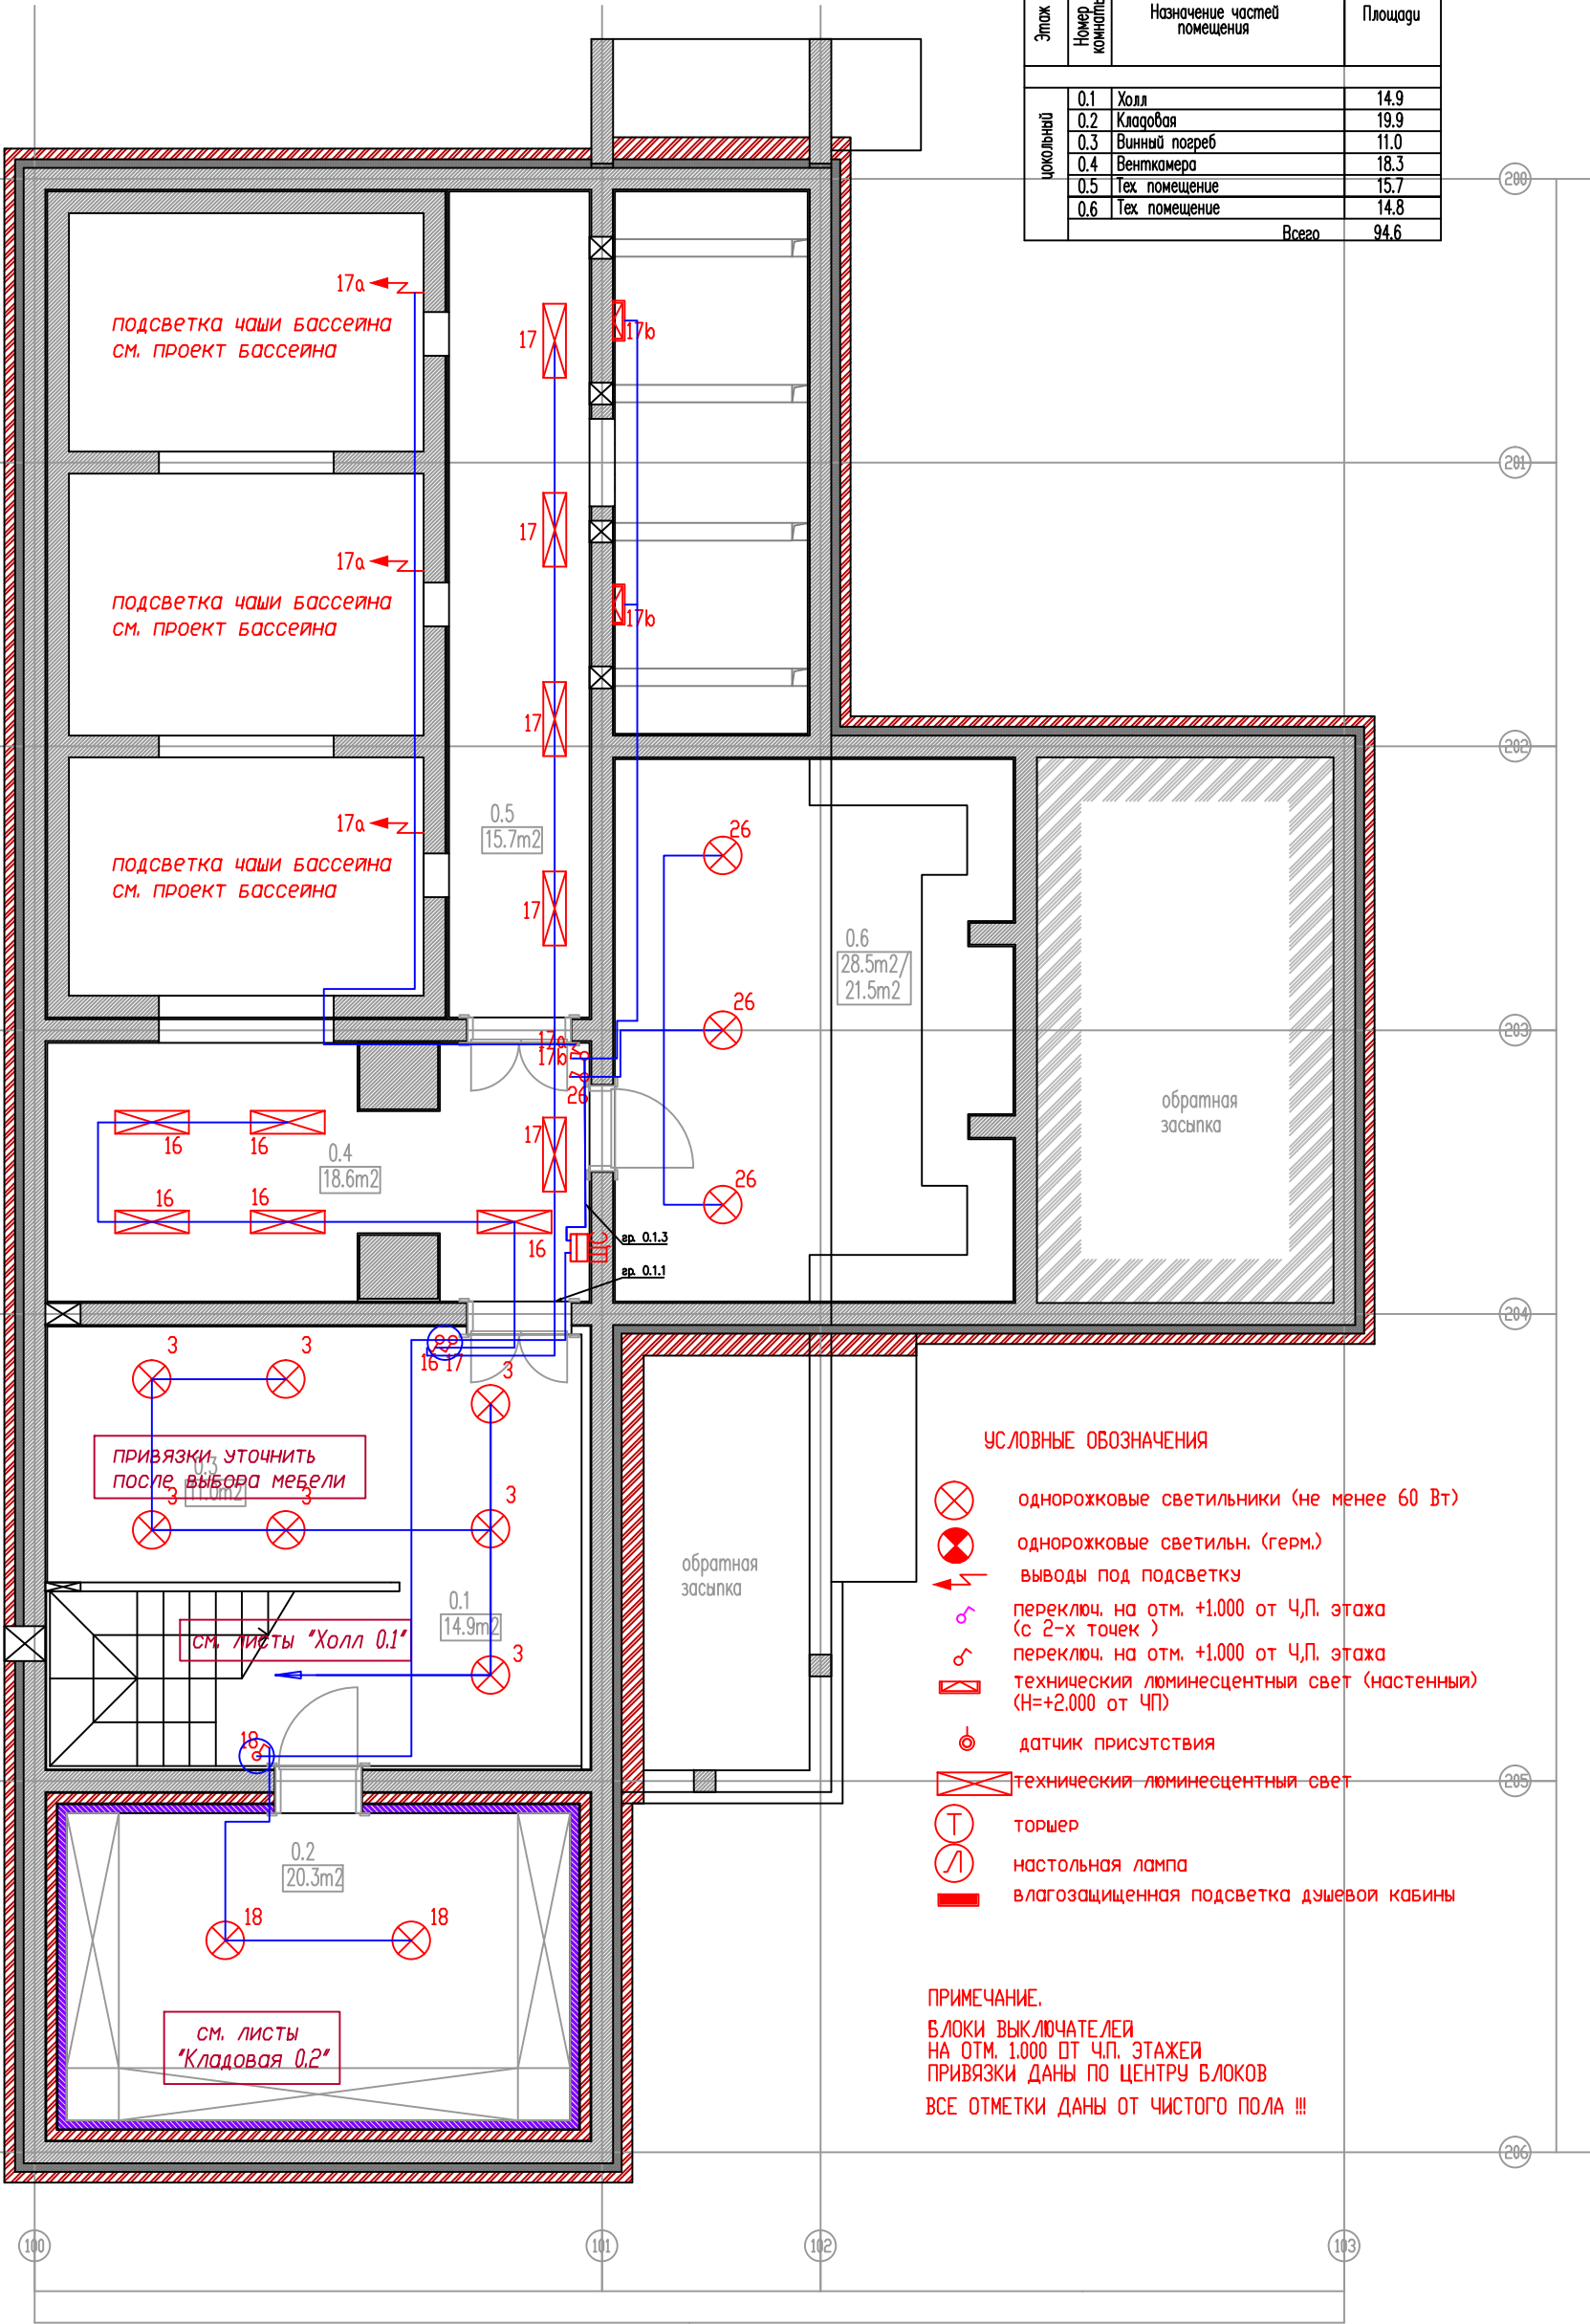 Этаж
Номер комнаты
Назначение частей
помещения
Площади
цокольный
0.1 Холл 14.9
0.2 Кладовая 19.9
0.3 Винный погреб 11.0
0.4 Венткамера 18.3
0.5 Тех. помещение 15.7
0.6 Тех. помещение 14.8
Всего 94.6
200
201
202
203
204
205
206
17а
подсветка чаши бассейна
см. проект бассейна
17а
подсветка чаши бассейна
см. проект бассейна
17а
подсветка чаши бассейна
см. проект бассейна
17
17
17
17
17b
17b
0.5
15.7m2
26
26
26
0.6
28.5m2/
21.5m2
обратная
засыпка
17а
17b
26
17
16
16
0.4
18.6m2
16
16
16
ЩС
гр. 0.1.3
гр. 0.1.1
16 17
3
3
3
привязки уточнить
после выбора мебели
0.3
11.0m2
3
3
3
0.1
14.9m2
см. листы "Холл 0.1"
3
18
обратная
засыпка
0.2
20.3m2
18
18
см. листы
"Кладовая 0.2"
УСЛОВНЫЕ ОБОЗНАЧЕНИЯ
однорожковые светильники (не менее 60 Вт)
однорожковые светильн. (герм.)
выводы под подсветку
переключ. на отм. +1.000 от Ч,П. этажа
(с 2-х точек )
переключ. на отм. +1.000 от Ч,П. этажа
технический люминесцентный свет (настенный)
(Н=+2.000 от ЧП)
датчик присутствия
технический люминесцентный свет
Т
торшер
Л
настольная лампа
влагозащищенная подсветка душевой кабины
ПРИМЕЧАНИЕ.
БЛОКИ ВЫКЛЮЧАТЕЛЕЙ
НА ОТМ. 1.000 ОТ Ч.П. ЭТАЖЕЙ
ПРИВЯЗКИ ДАНЫ ПО ЦЕНТРУ БЛОКОВ
ВСЕ ОТМЕТКИ ДАНЫ ОТ ЧИСТОГО ПОЛА !!!
100
101
102
103